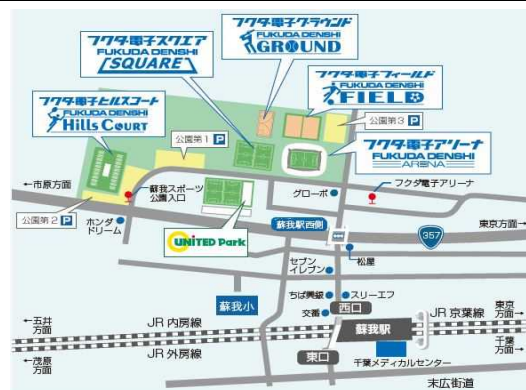 フクダ電子グラウンド
FUKUDA DENSHI
GROUND
フクダ電子スクエア
FUKUDA DENSHI
SQUARE
フクダ電子フィールド
FUKUDA DENSHI
FIELD
フクダ電子ヒルスコート
FUKUDA DENSHI
Hills COURT
公園第1 P
公園第3 P
フクダ電子アリーナ
FUKUDA DENSHI
ARENA
←市原方面
蘇我スポーツ
公園入口
グローボ
フクダ電子アリーナ
公園第2 P
ホンダ
ドリーム
UNITED Park
蘇我駅西側
357
東京方面→
セブン
イレブン
松屋
蘇我小
ちば興銀
スリーエフ
交番
西口
←五井
方面
JR 内房線
蘇我駅
JR 京葉線
東京
方面→
←茂原
方面
JR 外房線
東口
千葉メディカルセンター
千葉
方面→
末広街道